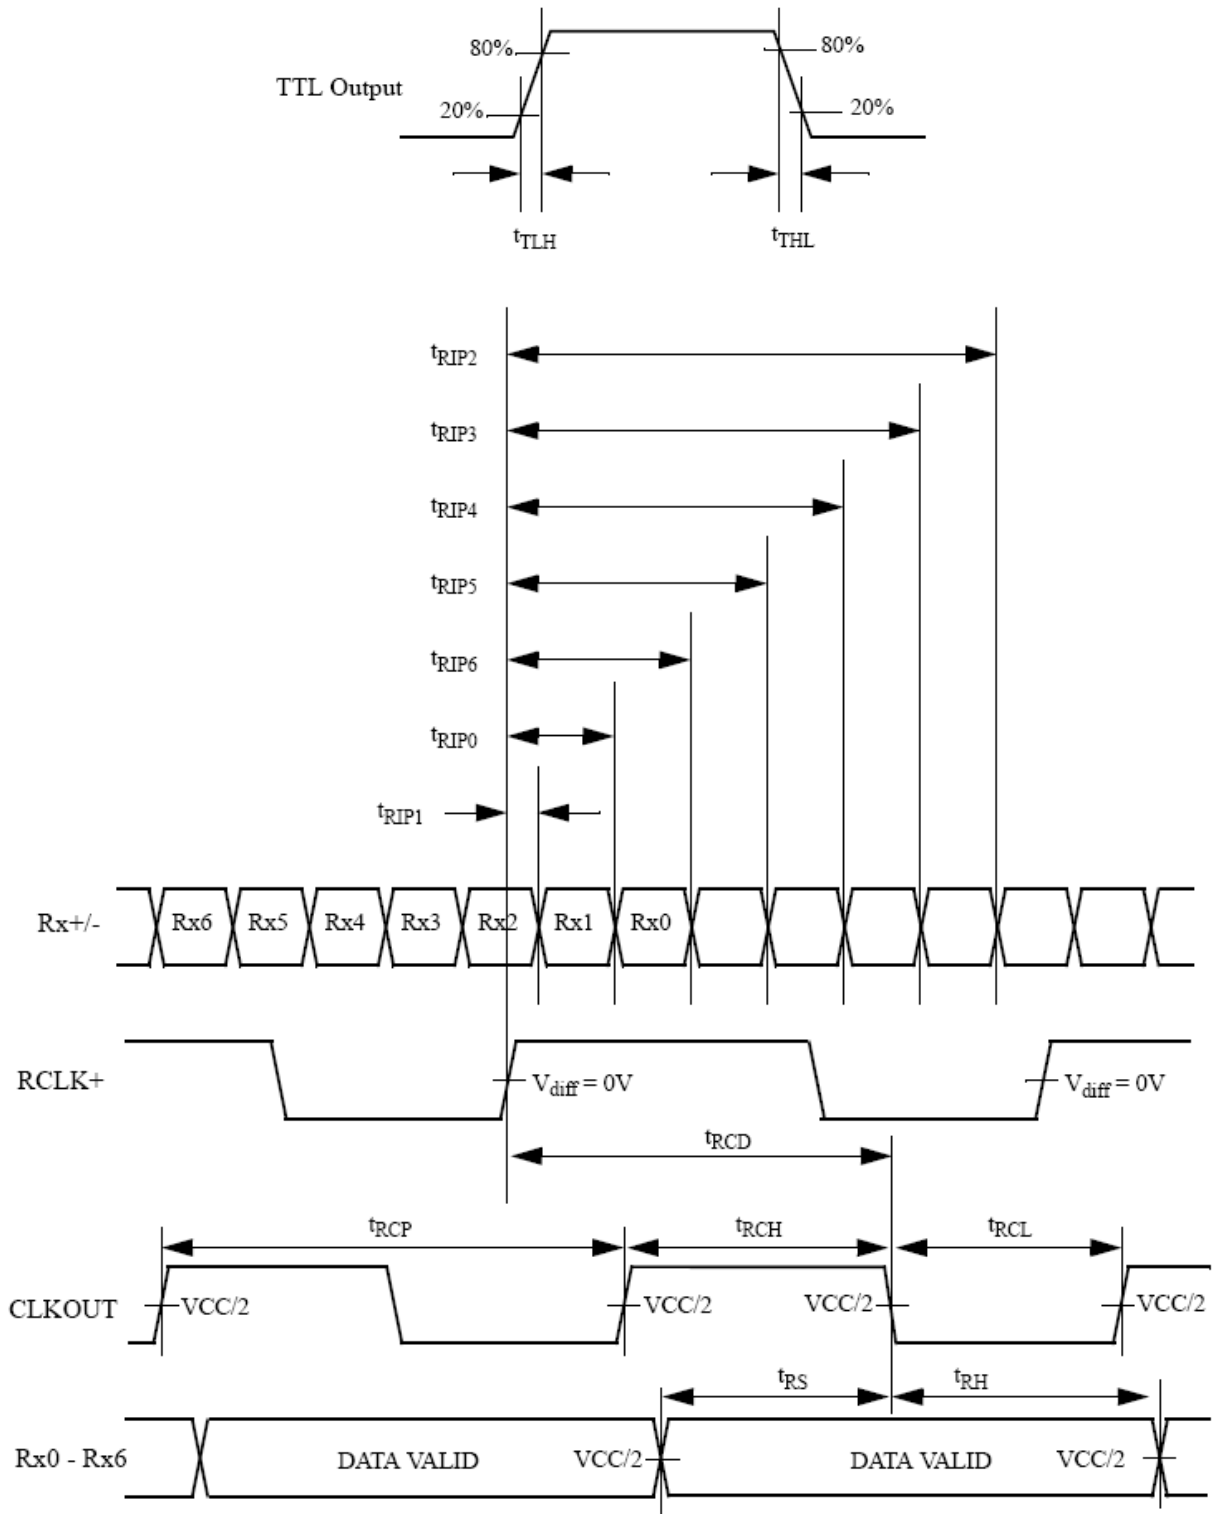 80%
80%
TTL Output
20%
20%
tTLH
tTHL
tRIP2
tRIP3
tRIP4
tRIP5
tRIP6
tRIP0
tRIP1
Rx+/-
Rx6 Rx5 Rx4 Rx3 Rx2 Rx1 Rx0
RCLK+
Vdiff = 0V
Vdiff = 0V
tRCD
tRCP
tRCH
tRCL
CLKOUT
VCC/2
VCC/2
VCC/2
VCC/2
tRS
tRH
Rx0 - Rx6
DATA VALID
VCC/2
DATA VALID
VCC/2